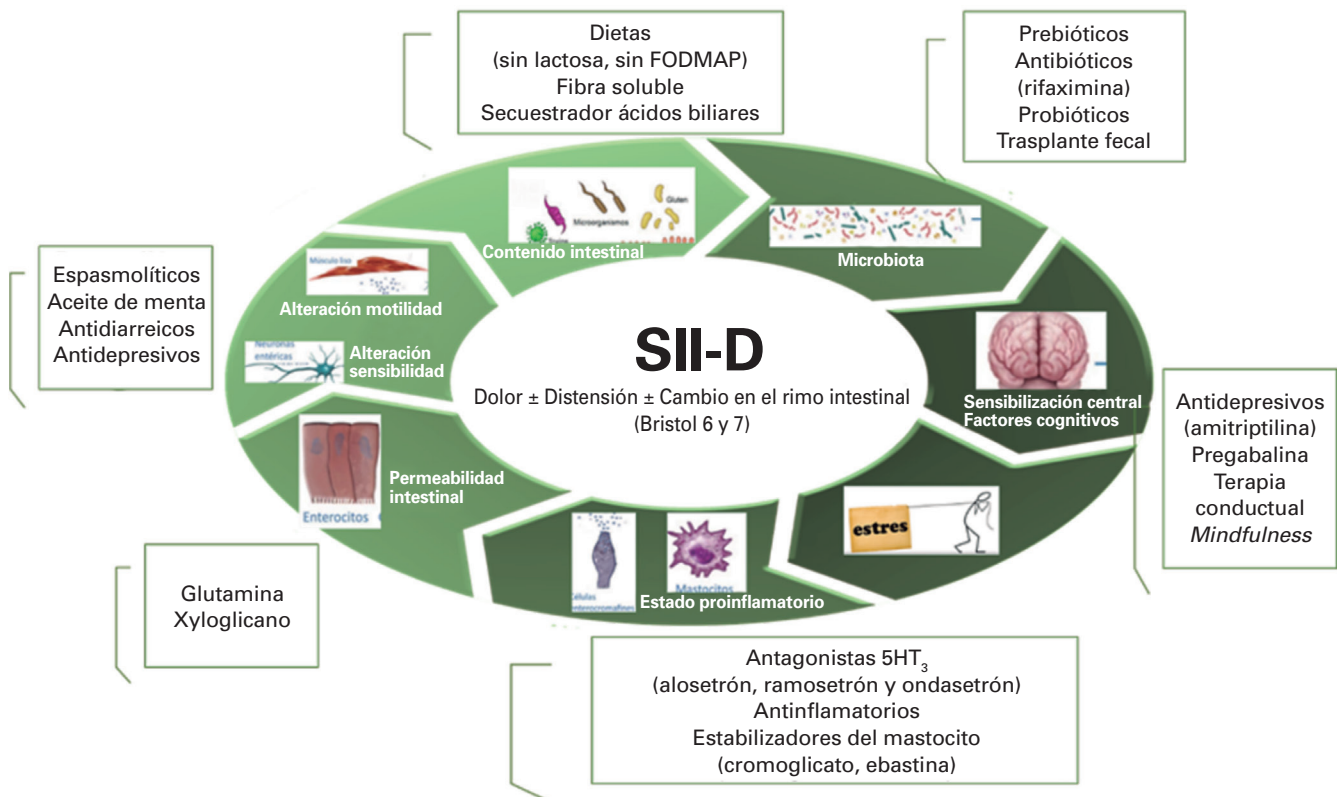 Dietas
(sin lactosa, sin FODMAP)
Fibra soluble
Secuestrador ácidos biliares
Prebióticos
Antibióticos
(rifaximina)
Probióticos
Trasplante fecal
Gluten
Microorganismos
Contenido intestinal
Microbiota
Espasmolíticos
Aceite de menta
Antidiarreicos
Antidepresivos
Músculo liso
Alteración motilidad
Neuronas
entéricas
Alteración
sensibilidad
SII-D
Dolor ± Distensión ± Cambio en el rimo intestinal
(Bristol 6 y 7)
Sensibilización central
Factores cognitivos
Antidepresivos
(amitriptilina)
Pregabalina
Terapia
conductual
Mindfulness
Permeabilidad
intestinal
Enterocitos
estres
Mastocitos
Estado proinflamatorio
Glutamina
Xyloglicano
Antagonistas 5HT₃
(alosetrón, ramosetrón y ondasetrón)
Antinflamatorios
Estabilizadores del mastocito
(cromoglicato, ebastina)